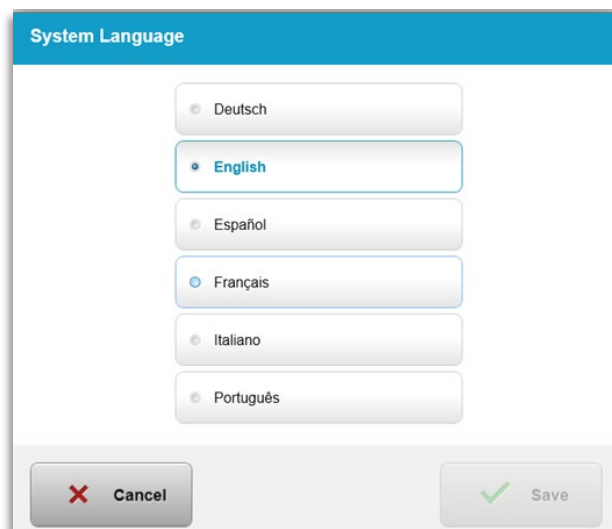 System Language
Deutsch
English
Español
Français
Italiano
Português
Cancel
Save